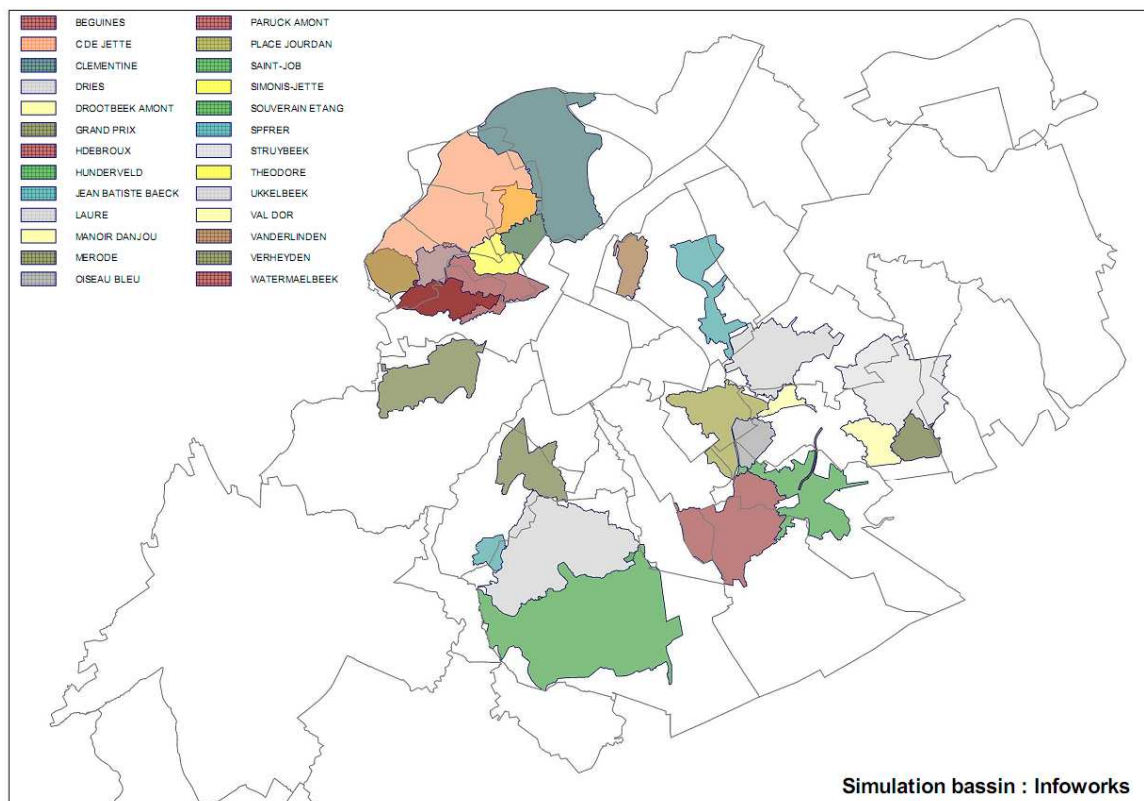 BEGUINES
C DE JETTE
CLEMENTINE
DRIES
DROOTBEEK AMONT
GRAND PRIX
HDEBROUX
HUNDERVELD
JEAN BATISTE BAECK
LAURE
MANOIR DANJOU
MERODE
OISEAU BLEU
PARUCK AMONT
PLACE JOURDAN
SAINT-JOB
SIMONIS-JETTE
SOUVERAIN ETANG
SPFRER
STRUYBEEK
THEODORE
UKKELBEEK
VAL DOR
VANDERLINDEN
VERHEYDEN
WATERMAELBEEK
Simulation bassin : Infoworks